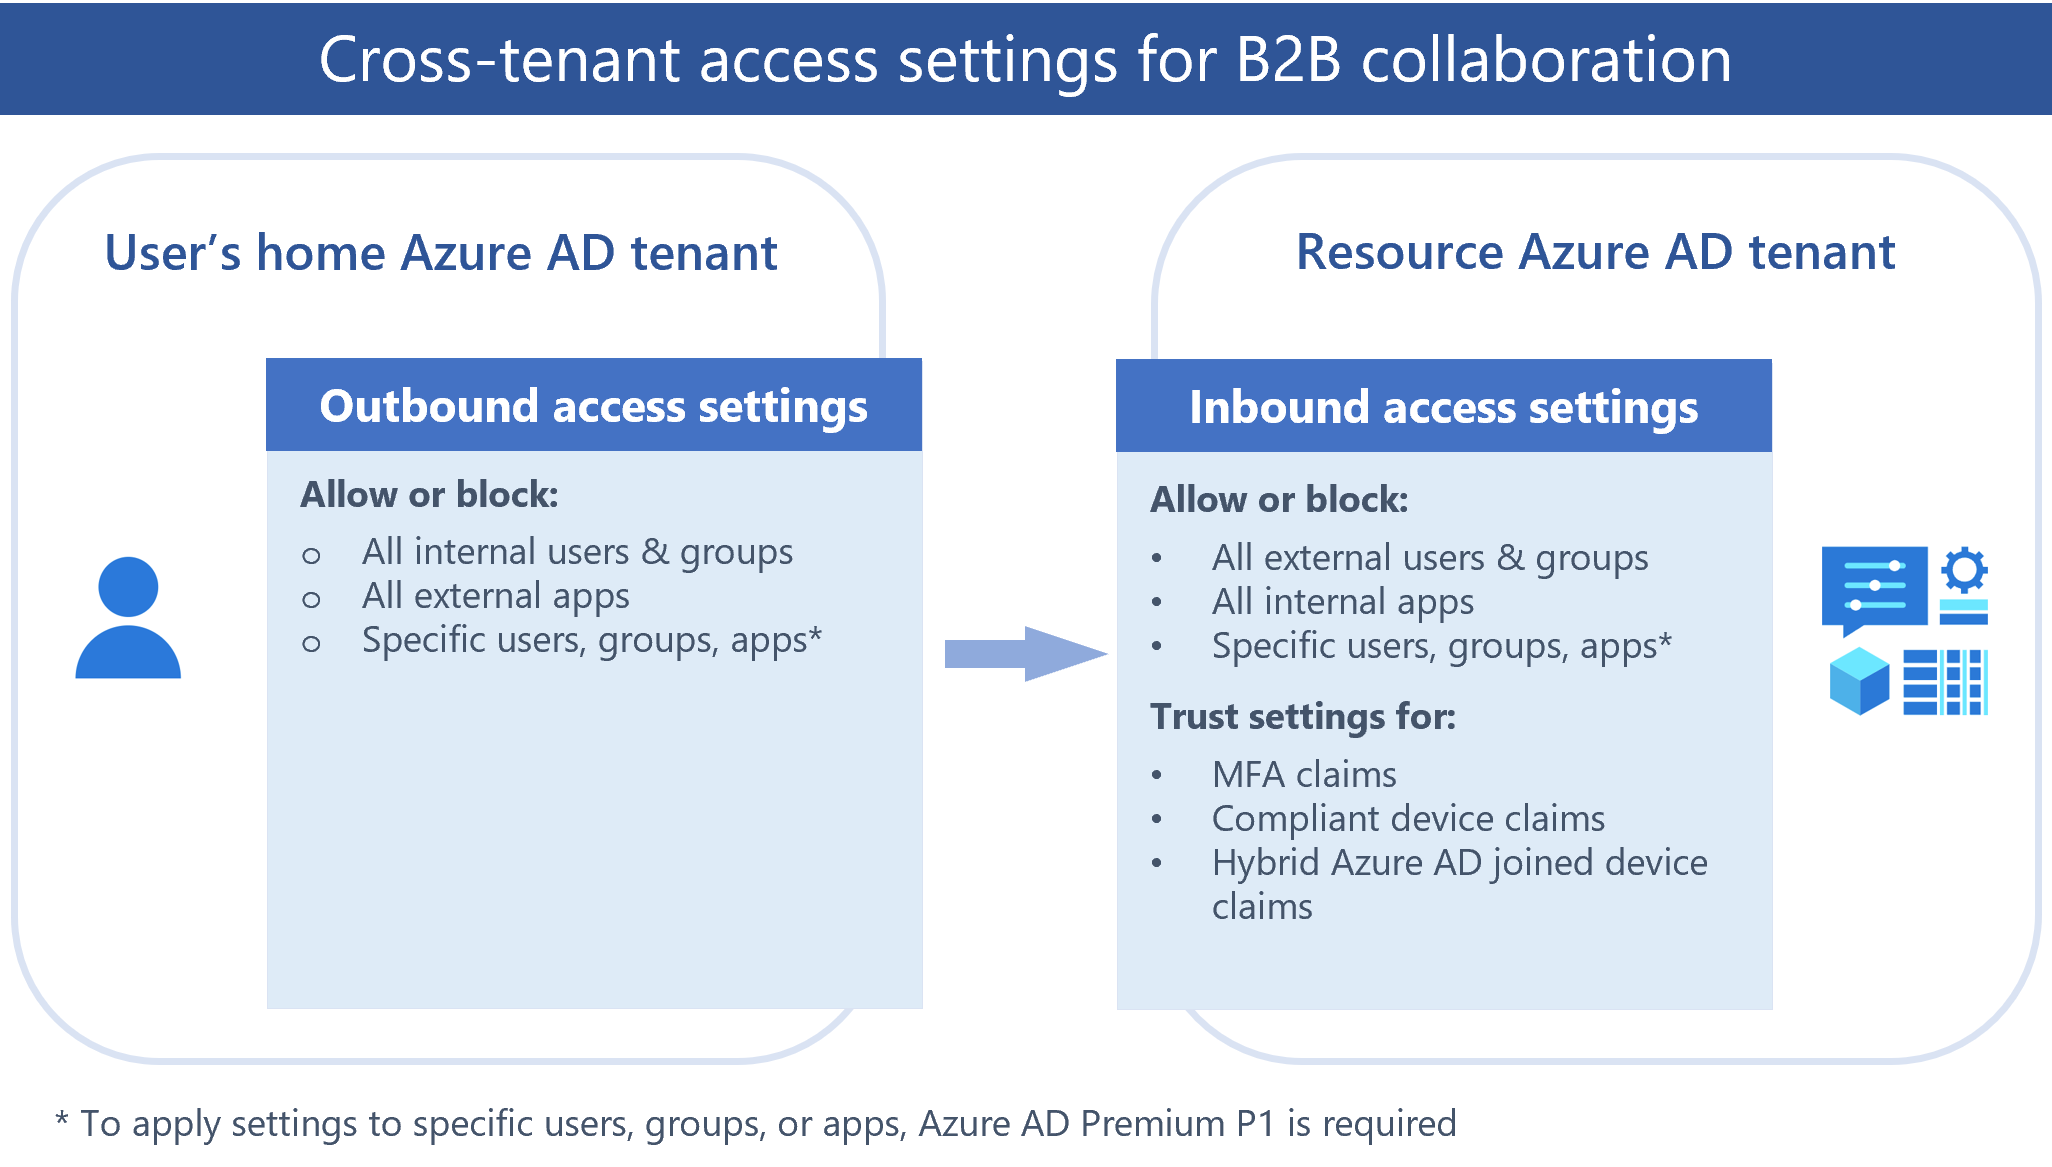 Cross-tenant access settings for B2B collaboration
User’s home Azure AD tenant
Outbound access settings
Allow or block:
o All internal users & groups
o All external apps
o Specific users, groups, apps*
Resource Azure AD tenant
Inbound access settings
Allow or block:
• All external users & groups
• All internal apps
• Specific users, groups, apps*
Trust settings for:
• MFA claims
• Compliant device claims
• Hybrid Azure AD joined device
claims
* To apply settings to specific users, groups, or apps, Azure AD Premium P1 is required